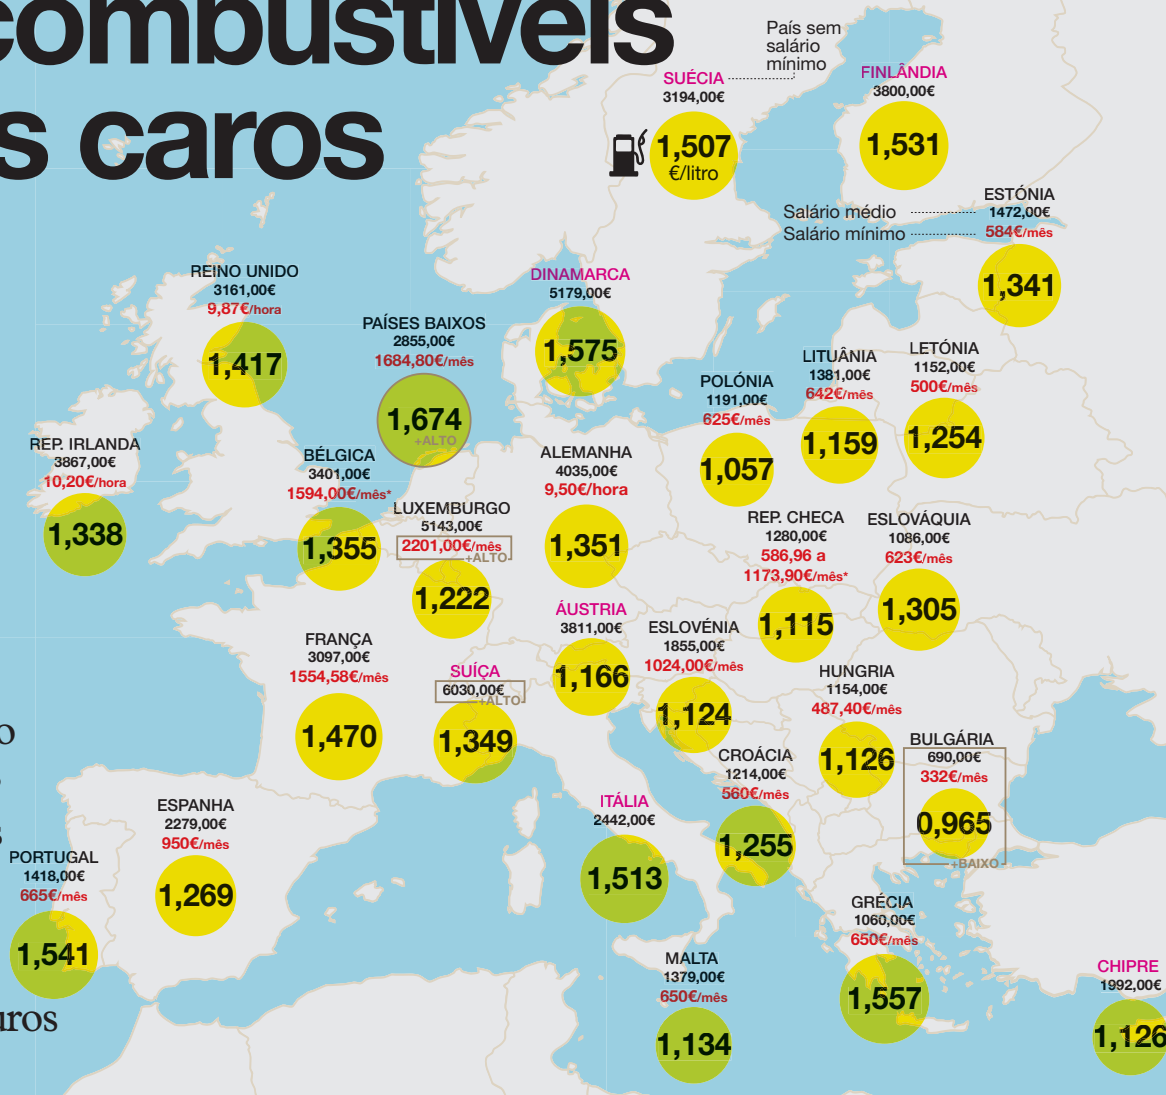 combustíveis
s caros
País sem
salário
mínimo
SUÉCIA
3194,00€
1,507
€/litro
FINLÂNDIA
3800,00€
1,531
ESTÓNIA
Salário médio
1472,00€
Salário mínimo
584€/mês
1,341
REINO UNIDO
3161,00€
9,87€/hora
1,417
DINAMARCA
5179,00€
1,575
PAÍSES BAIXOS
2855,00€
1684,80€/mês
1,674
+ALTO
LITUÂNIA
1381,00€
642€/mês
1,159
LETÓNIA
1152,00€
500€/mês
1,254
POLÓNIA
1191,00€
625€/mês
1,057
REP. IRLANDA
3867,00€
10,20€/hora
1,338
BÉLGICA
3401,00€
1594,00€/mês*
1,355
ALEMANHA
4035,00€
9,50€/hora
1,351
LUXEMBURGO
5143,00€
2201,00€/mês
+ALTO
1,222
REP. CHECA
1280,00€
586,96 a
1173,90€/mês*
1,115
ESLOVÁQUIA
1086,00€
623€/mês
1,305
ÁUSTRIA
3811,00€
1,166
ESLOVÉNIA
1855,00€
1024,00€/mês
1,124
FRANÇA
3097,00€
1554,58€/mês
1,470
SUÍÇA
6030,00€
+ALTO
1,349
HUNGRIA
1154,00€
487,40€/mês
1,126
BULGÁRIA
690,00€
332€/mês
0,965
+BAIXO
CROÁCIA
1214,00€
560€/mês
1,255
ITÁLIA
2442,00€
1,513
ESPANHA
2279,00€
950€/mês
1,269
o
s
PORTUGAL
1418,00€
665€/mês
1,541
uros
GRÉCIA
1060,00€
650€/mês
1,557
MALTA
1379,00€
650€/mês
1,134
CHIPRE
1992,00€
1,126